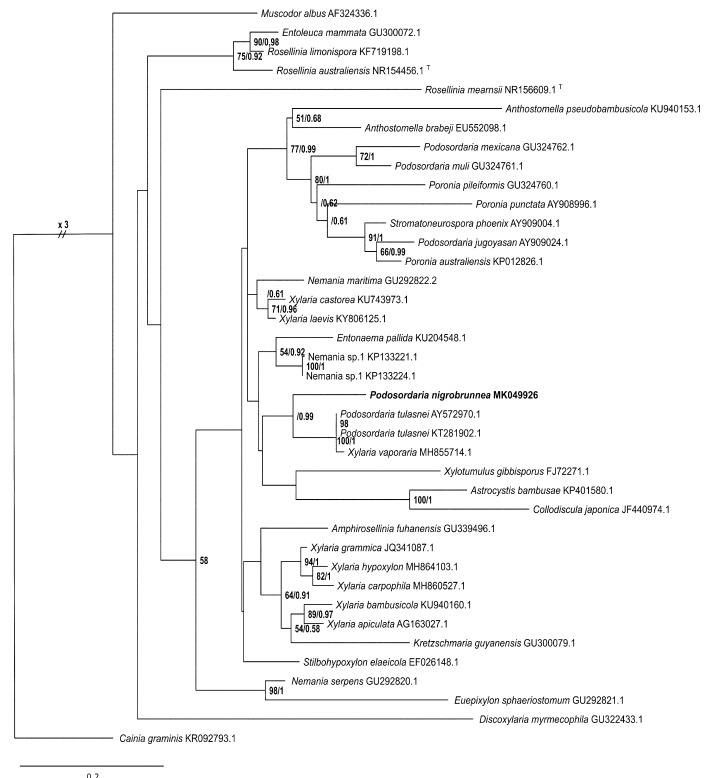 Muscodor albus AF324336.1
Entoleuca mammata GU300072.1
90/0,98
Rosellinia limonispora KF719198.1
75/0.92
Rosellinia australiensis NR154456.1 T
Rosellinia mearnsii NR156609.1 T
Anthostomella pseudobambusicola KU940153.1
51/0.68
Anthostomella brabeji EU552098.1
77/0.99
Podosordaria mexicana GU324762.1
72/1
Podosordaria muli GU324761.1
80/1
Poronia pileiformis GU324760.1
/0.62
Poronia punctata AY908996.1
/0.61
Stromatoneurospora phoenix AY909004.1
x 3
91/1
Podosordaria jugoyasan AY909024.1
66/0.99
Poronia australiensis KP012826.1
Nemania maritima GU292822.2
/0.61
Xylaria castorea KU743973.1
71/0.96
Xylaria laevis KY806125.1
Entonaema pallida KU204548.1
54/0.92
Nemania sp.1 KP133221.1
100/1
Nemania sp.1 KP133224.1
Podosordaria nigrobrunnea MK049926
/0.99
Podosordaria tulasnei AY572970.1
98
Podosordaria tulasnei KT281902.1
100/1
Xylaria vaporaria MH855714.1
Xylotumulus gibbisporus FJ72271.1
Astrocystis bambusae KP401580.1
100/1
Collodiscula japonica JF440974.1
Amphirosellinia fuhanensis GU339496.1
Xylaria grammica JQ341087.1
94/1
Xylaria hypoxylon MH864103.1
58
82/1
Xylaria carpophila MH860527.1
64/0.91
Xylaria bambusicola KU940160.1
89/0.97
Xylaria apiculata AG163027.1
54/0.58
Kretzschmaria guyanensis GU300079.1
Stilbohypoxylon elaeicola EF026148.1
Nemania serpens GU292820.1
98/1
Euepixylon sphaeriostomum GU292821.1
Discoxylaria myrmecophila GU322433.1
Cainia graminis KR092793.1
0.2